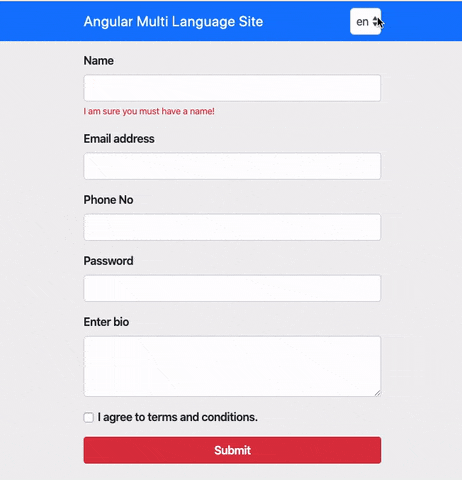 Angular Multi Language Site
en
Name
I am sure you must have a name!
Email address
Phone No
Password
Enter bio
I agree to terms and conditions.
Submit